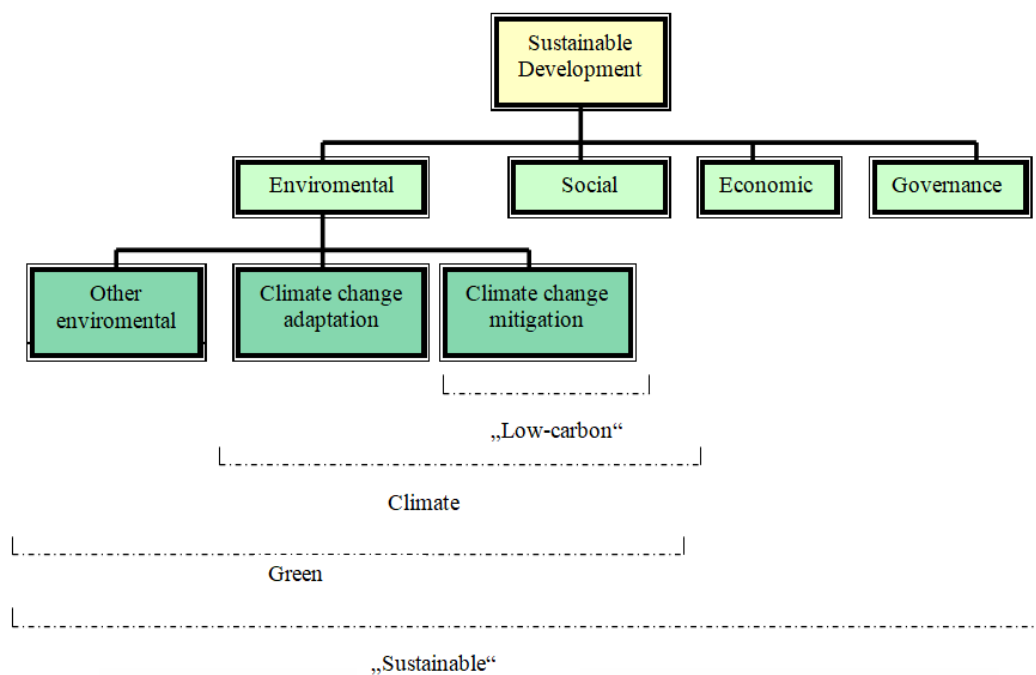 Sustainable
Development
Enviromental
Social
Economic
Governance
Other
enviromental
Climate change
adaptation
Climate change
mitigation
„Low-carbon“
Climate
Green
„Sustainable“